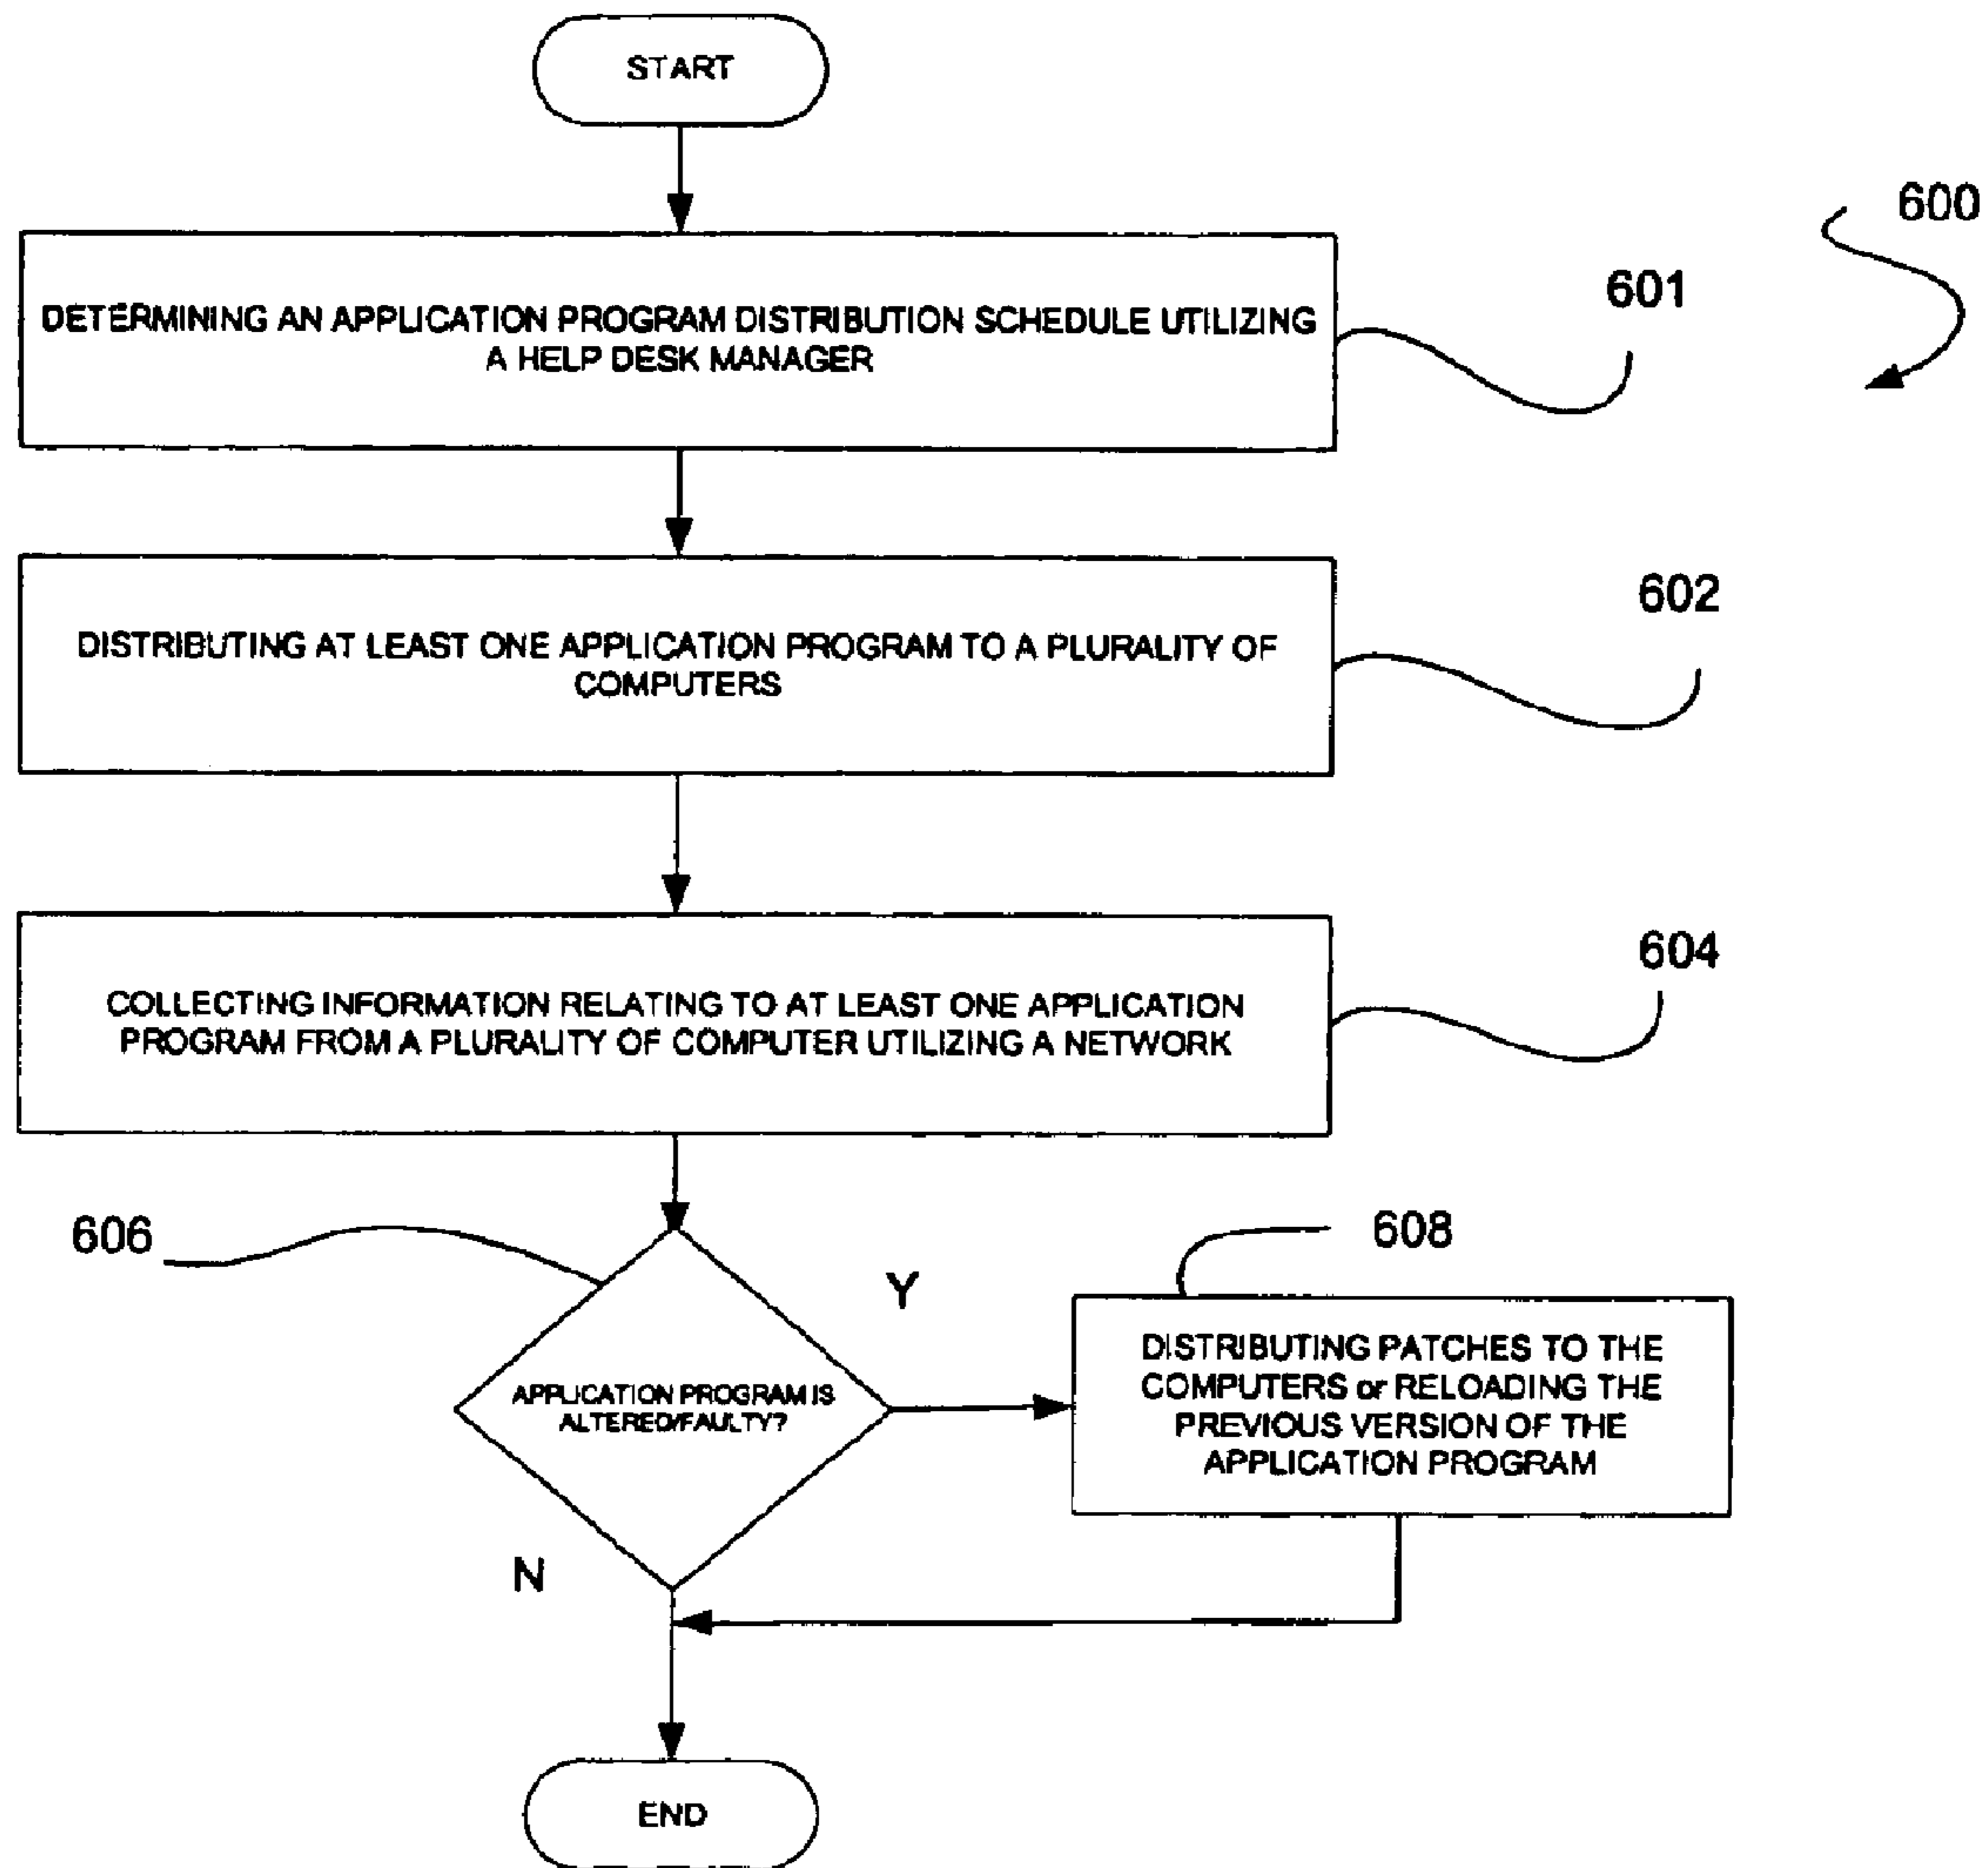 START
600
601
DETERMINING AN APPLICATION PROGRAM DISTRIBUTION SCHEDULE UTILIZING
A HELP DESK MANAGER
602
DISTRIBUTING AT LEAST ONE APPLICATION PROGRAM TO A PLURALITY OF
COMPUTERS
604
COLLECTING INFORMATION RELATING TO AT LEAST ONE APPLICATION
PROGRAM FROM A PLURALITY OF COMPUTER UTILIZING A NETWORK
606
608
Y
APPLICATION PROGRAM IS
ALTERED/FAULTY?
DISTRIBUTING PATCHES TO THE
COMPUTERS or RELOADING THE
PREVIOUS VERSION OF THE
APPLICATION PROGRAM
N
END